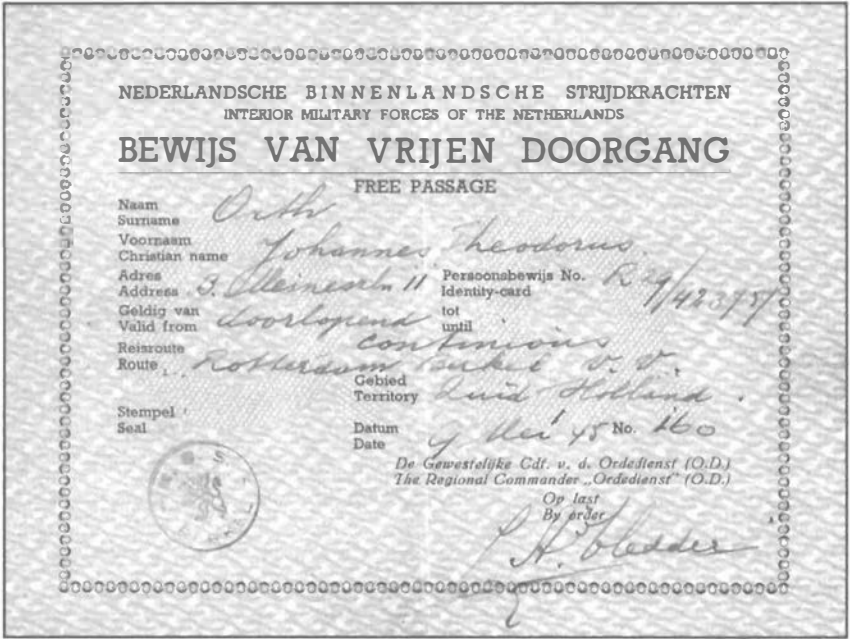 NEDERLANDSCHE BINNENLANDSCHE STRIJDKRACHTEN
INTERIOR MILITARY FORCES OF THE NETHERLANDS
BEWIJS VAN VRIJEN DOORGANG
FREE PASSAGE
Naam
Surname Orth
Voornaam
Christian name Johannes Theodorus.
Adres
Address 11
Persoonsbewijs No.
Identity-card R 29/
Geldig van
Valid from doorlopend
tot
until continious
Reisroute
Route Rotterdam Berkel v.v.
Gebied
Territory Zuid Holland.
Stempel
Seal
Datum
Date 9 Mei 45 No. 160
De Gewestelijke Cdt. v. d. Ordedienst (O.D.)
The Regional Commander „Ordedienst" (O.D.)
Op last
By order